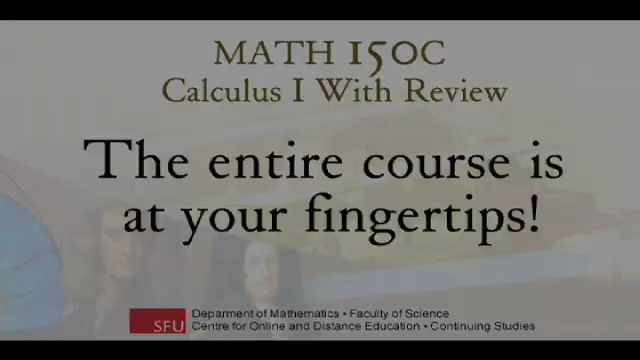 MATH 150C
Calculus I With Review
The entire course is
at your fingertips!
SFU
Deparment of Mathematics • Faculty of Science
Centre for Online and Distance Education • Continuing Studies